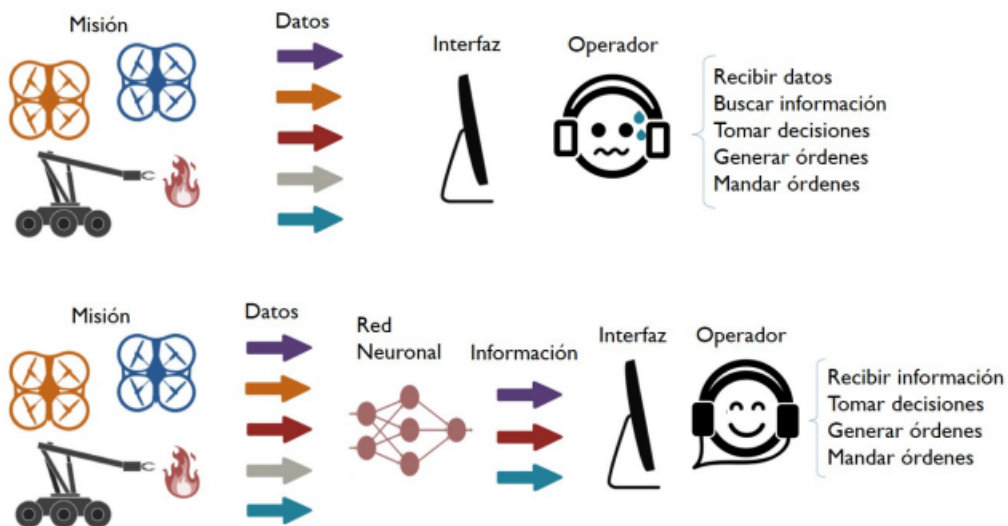 Misión
Datos
Interfaz
Operador
Recibir datos
Buscar información
Tomar decisiones
Generar órdenes
Mandar órdenes
Misión
Datos
Red
Neuronal
Información
Interfaz
Operador
Recibir información
Tomar decisiones
Generar órdenes
Mandar órdenes